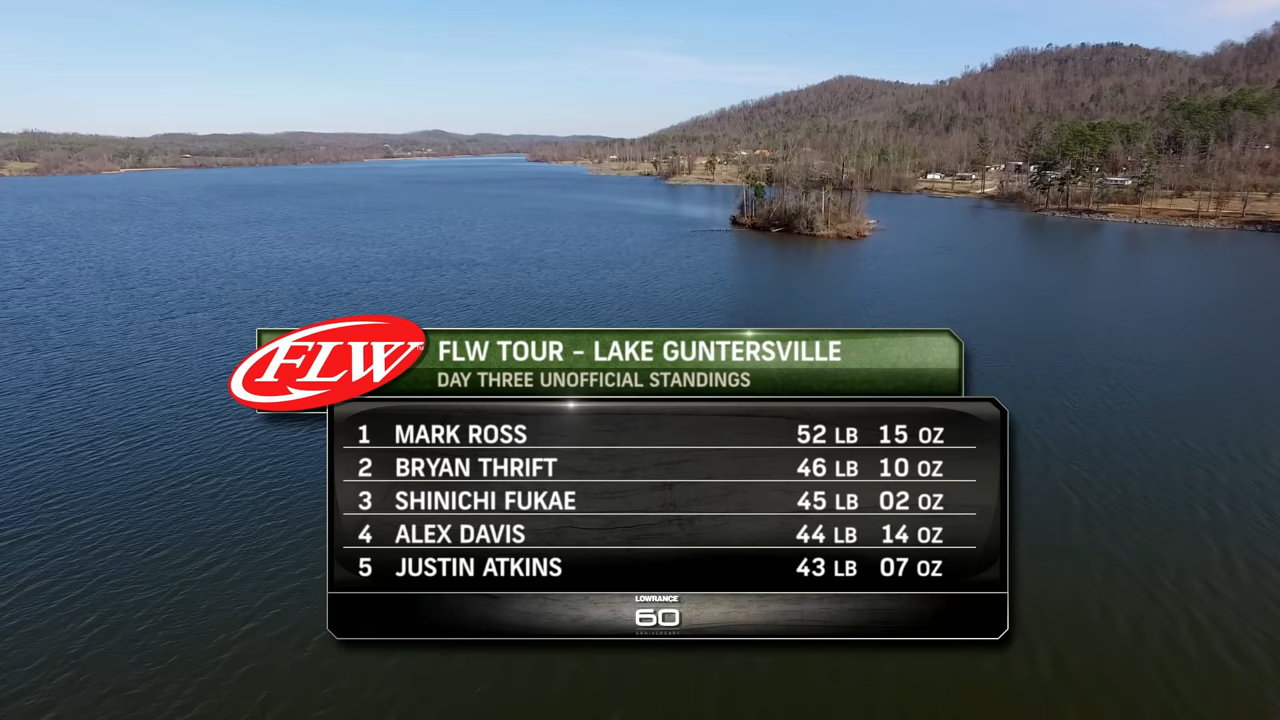 FLW
FLW TOUR - LAKE GUNTERSVILLE
DAY THREE UNOFFICIAL STANDINGS
1 MARK ROSS 52 LB 15 OZ
2 BRYAN THRIFT 46 LB 10 OZ
3 SHINICHI FUKAE 45 LB 02 OZ
4 ALEX DAVIS 44 LB 14 OZ
5 JUSTIN ATKINS 43 LB 07 OZ
LOWRANCE
60
ANNIVERSARY